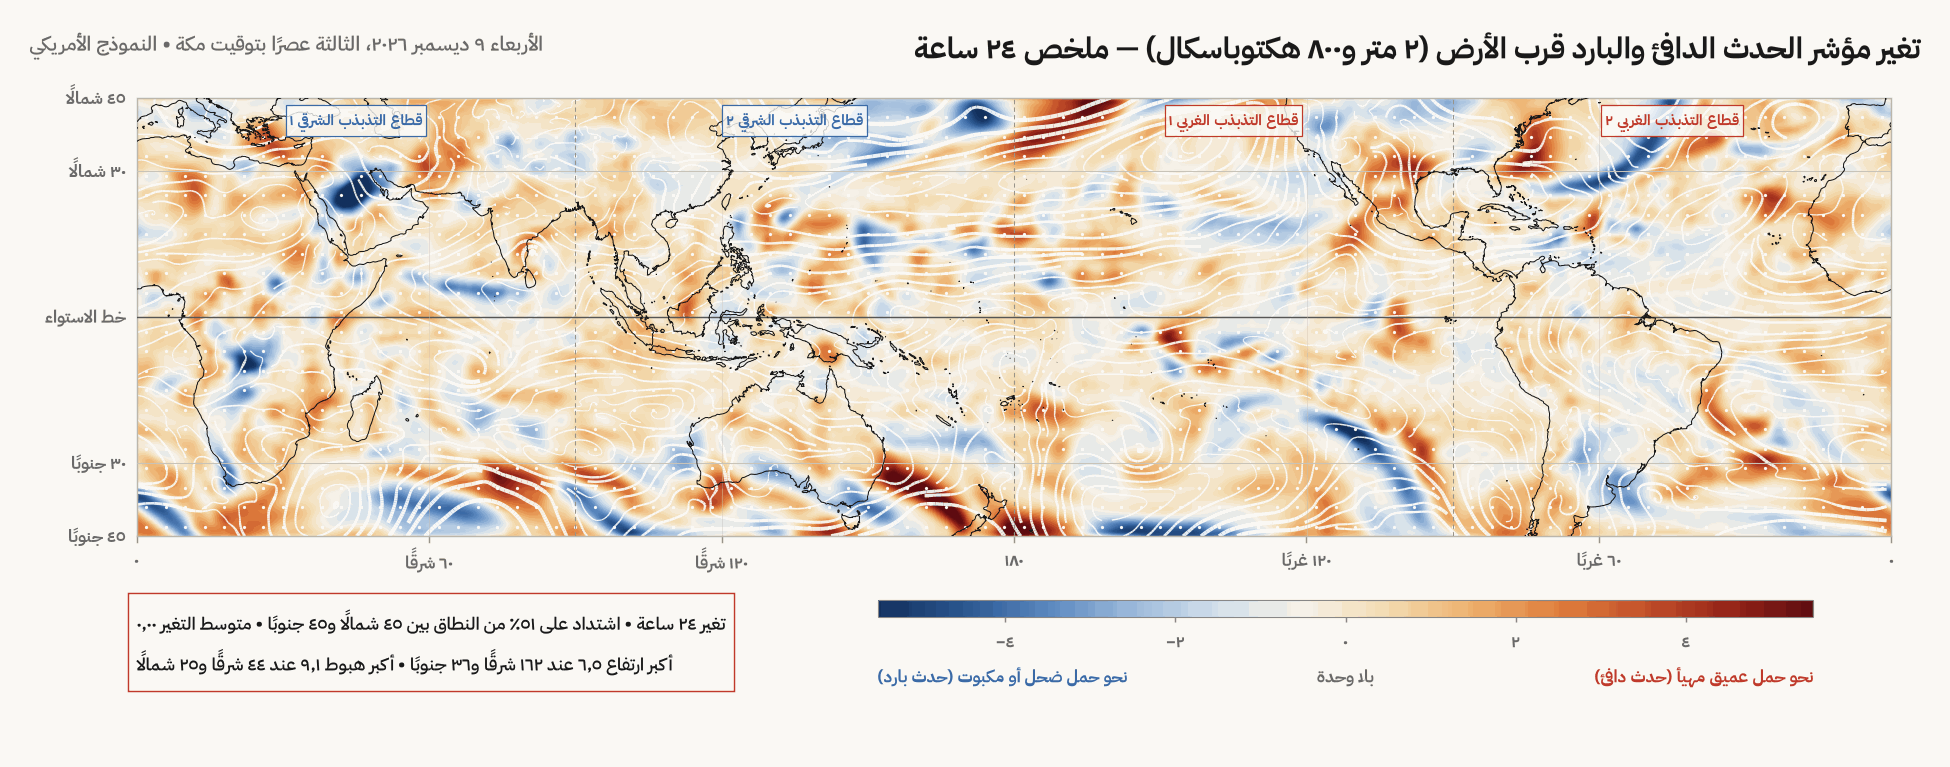 تغير مؤشر الحدث الدافئ والبارد قرب الأرض (٢ متر و٨٠٠ هكتوباسكال) — ملخص ٢٤ ساعة
الأربعاء ٩ ديسمبر ٢٠٢٦، الثالثة عصرًا بتوقيت مكة • النموذج الأمريكي
قطاع التذبذب الشرقي ١
قطاع التذبذب الشرقي ٢
قطاع التذبذب الغربي ١
قطاع التذبذب الغربي ٢
٤٥ شمالًا
٣٠ شمالًا
خط الاستواء
٣٠ جنوبًا
٤٥ جنوبًا
٠
٦٠ شرقًا
١٢٠ شرقًا
١٨٠
١٢٠ غربًا
٦٠ غربًا
٠
تغير ٢٤ ساعة • اشتداد على ٥١٪ من النطاق بين ٤٥ شمالًا و٤٥ جنوبًا • متوسط التغير ٠,٠٠
أكبر ارتفاع ٦,٥ عند ١٦٢ شرقًا و٣٦ جنوبًا • أكبر هبوط ٩,١ عند ٤٤ شرقًا و٢٥ شمالًا
−٤
−٢
٠
٢
٤
نحو حمل عميق مهيأ (حدث دافئ)
بلا وحدة
نحو حمل ضحل أو مكبوت (حدث بارد)